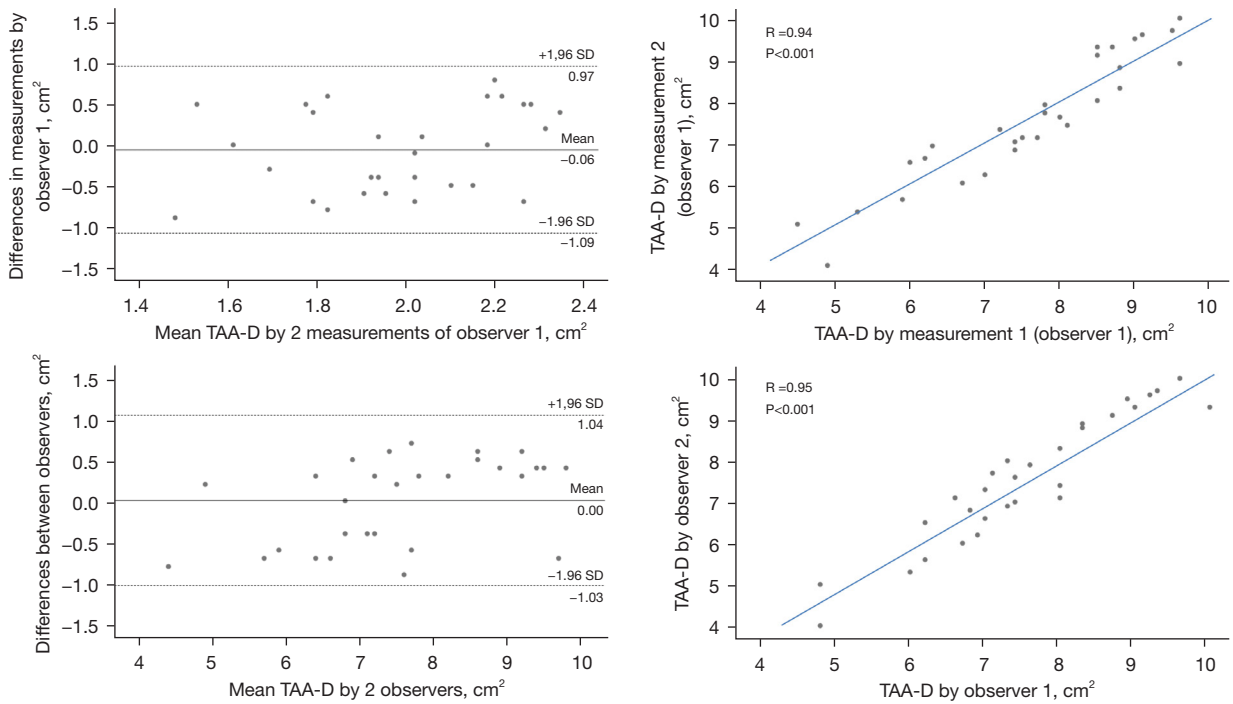 Differences in measurements by
observer 1, cm²
1.5
1.0
0.5
0.0
−0.5
−1.0
−1.5
+1,96 SD
0.97
Mean
−0.06
−1.96 SD
−1.09
1.4 1.6 1.8 2.0 2.2 2.4
Mean TAA-D by 2 measurements of observer 1, cm²
TAA-D by measurement 2
(observer 1), cm²
10
9
8
7
6
5
4
R =0.94
P<0.001
4 5 6 7 8 9 10
TAA-D by measurement 1 (observer 1), cm²
Differences between observers, cm²
1.5
1.0
0.5
0.0
−0.5
−1.0
−1.5
+1,96 SD
1.04
Mean
0.00
−1.96 SD
−1.03
4 5 6 7 8 9 10
Mean TAA-D by 2 observers, cm²
TAA-D by observer 2, cm²
10
9
8
7
6
5
4
R =0.95
P<0.001
4 5 6 7 8 9 10
TAA-D by observer 1, cm²